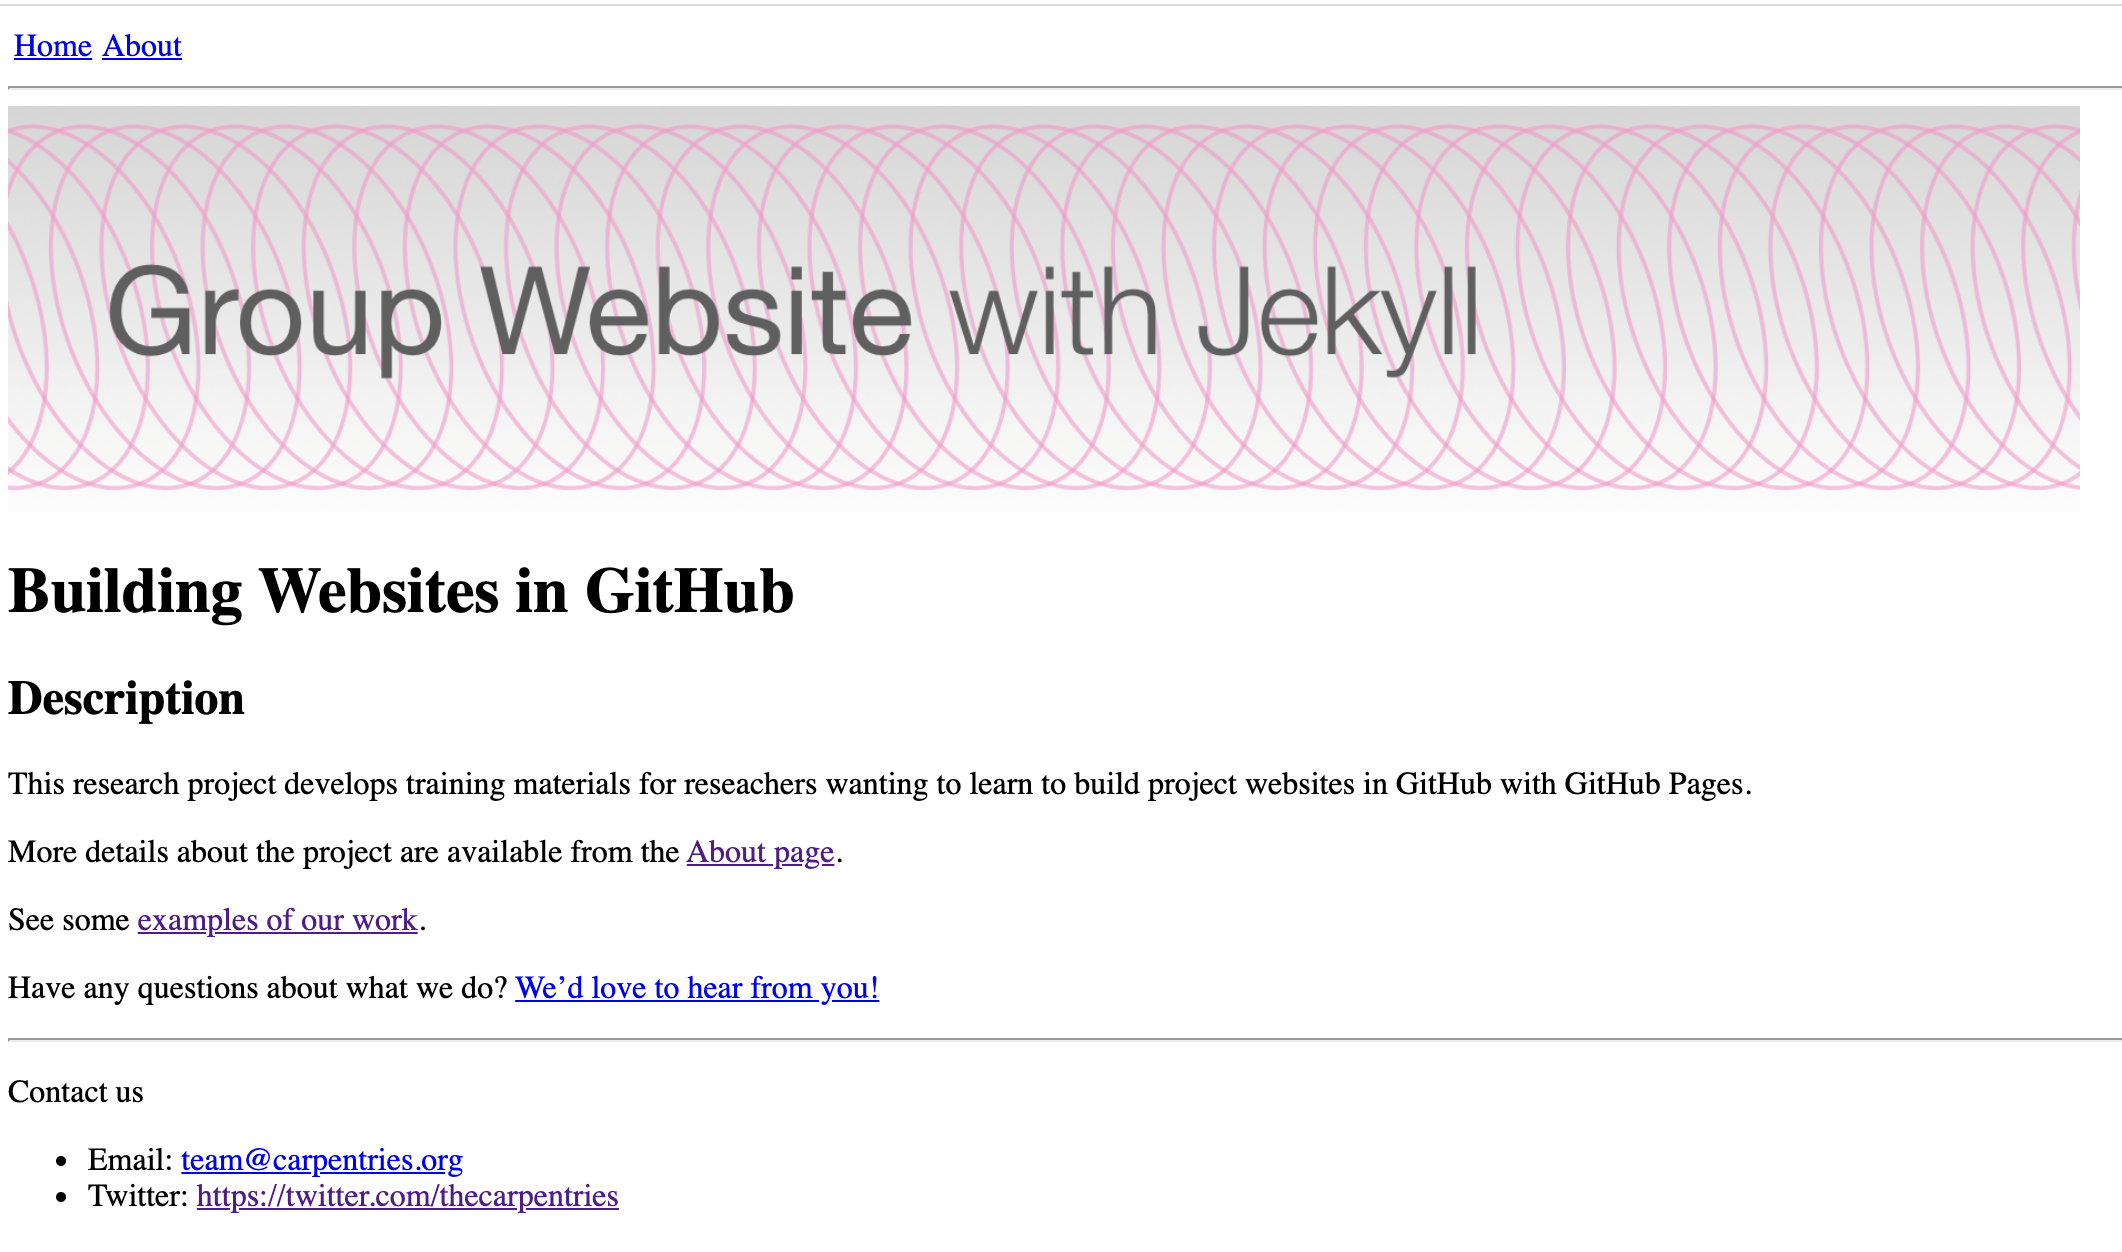 Home About
Group Website with Jekyll
Building Websites in GitHub
Description
This research project develops training materials for reseachers wanting to learn to build project websites in GitHub with GitHub Pages.
More details about the project are available from the About page.
See some examples of our work.
Have any questions about what we do? We’d love to hear from you!
Contact us
• Email: team@carpentries.org
• Twitter: https://twitter.com/thecarpentries